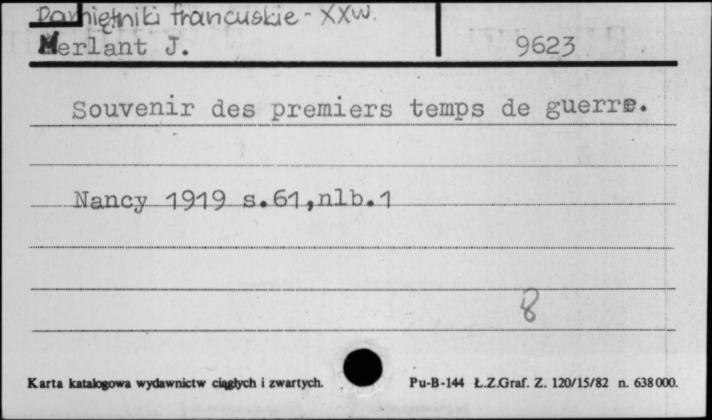 Pamiętniki francuskie - XXw.
Merlant J. 9623
Souvenir des premiers temps de guerre.
Nancy 1919 s.61,nlb.1
8
Karta katalogowa wydawnictw ciągłych i zwartych. Pu-B-144 Ł.Z.Graf. Z. 120/15/82 n. 638000.